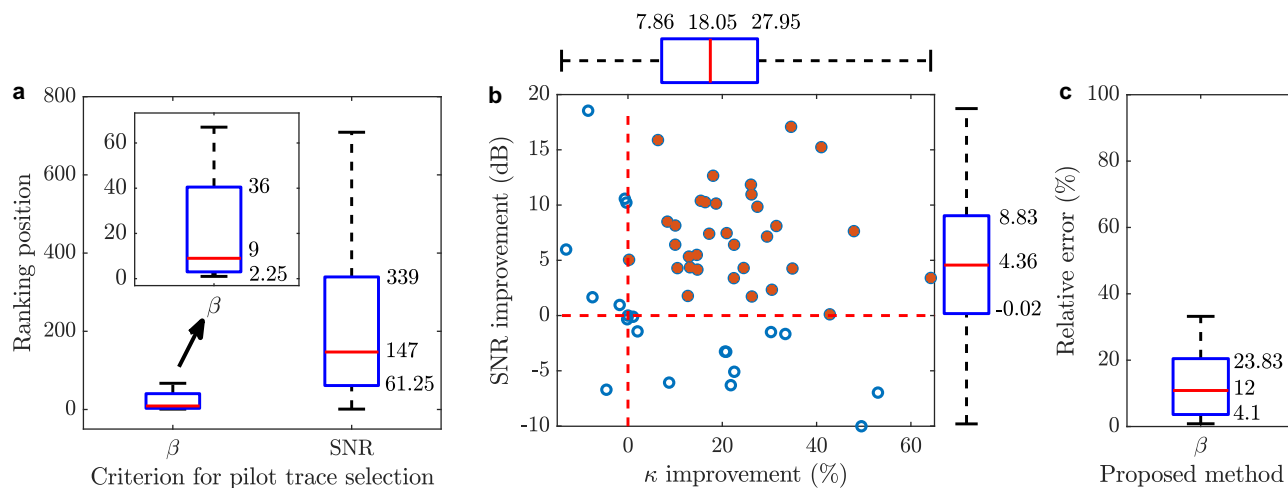 a
Ranking position
800
600
400
200
0
60
40
20
0
36
9
2.25
β
339
147
61.25
β SNR
Criterion for pilot trace selection
7.86 18.05 27.95
b
SNR improvement (dB)
20
15
10
5
0
-5
-10
0 20 40 60
κ improvement (%)
8.83
4.36
-0.02
c
Relative error (%)
100
80
60
40
20
0
23.83
12
4.1
β
Proposed method